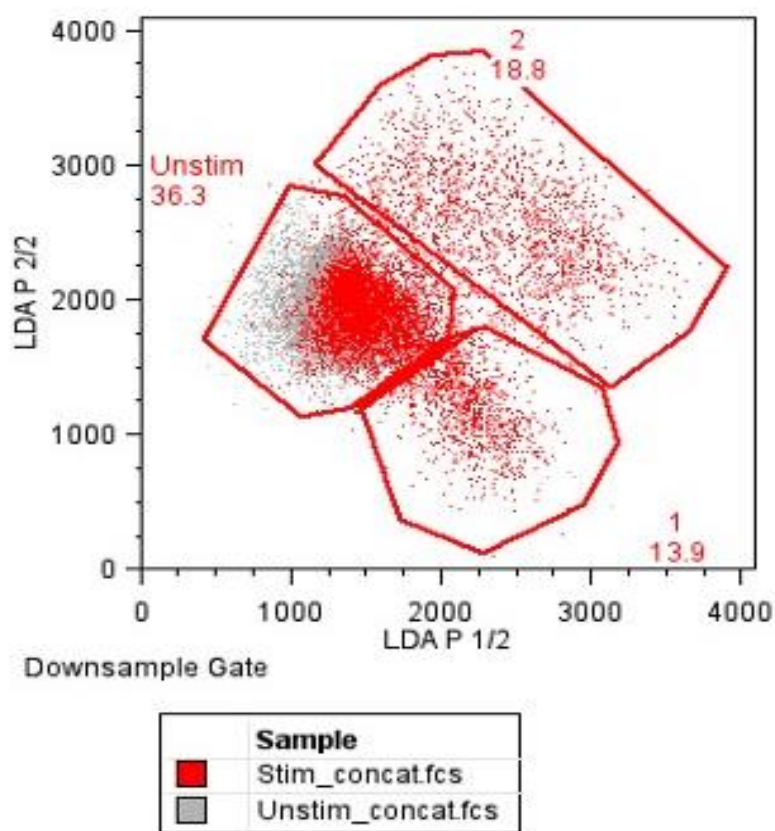 4000
3000
2000
1000
0
LDA P 2/2
2
18.8
Unstim
36.3
1
13.9
0
1000
2000
3000
4000
LDA P 1/2
Downsample Gate
Sample
Stim_concat.fcs
Unstim_concat.fcs